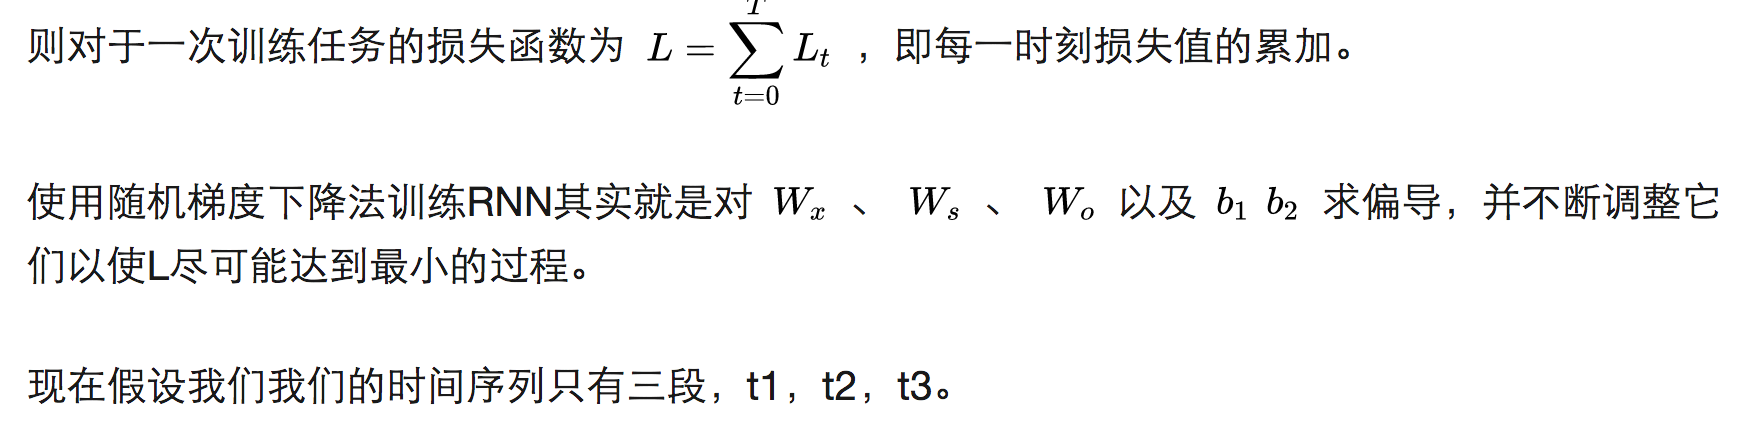 则对于一次训练任务的损失函数为 $L = \sum_{t=0}^{T} L_t$ ，即每一时刻损失值的累加。
使用随机梯度下降法训练RNN其实就是对 $W_x$ 、 $W_s$ 、 $W_o$ 以及 $b_1$ $b_2$ 求偏导，并不断调整它
们以使L尽可能达到最小的过程。
现在假设我们我们的时间序列只有三段，t1，t2，t3。